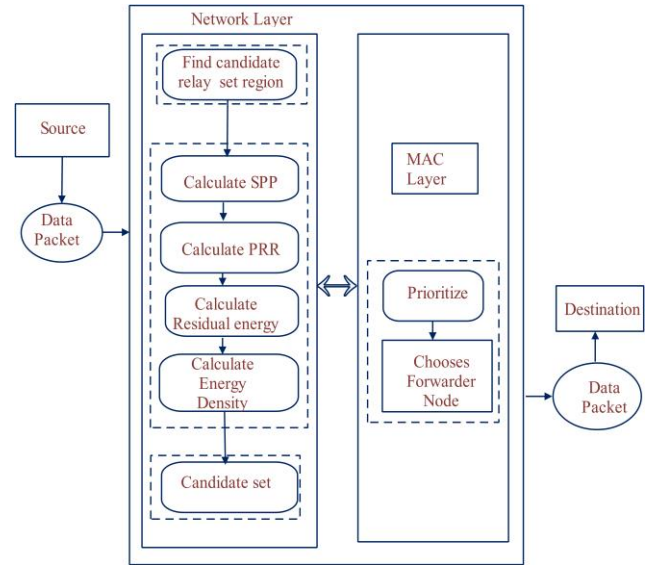 Network Layer
Find candidate
relay set region
Source
Data
Packet
Calculate SPP
Calculate PRR
Calculate
Residual energy
Calculate
Energy
Density
Candidate set
MAC
Layer
Prioritize
Chooses
Forwarder
Node
Destination
Data
Packet